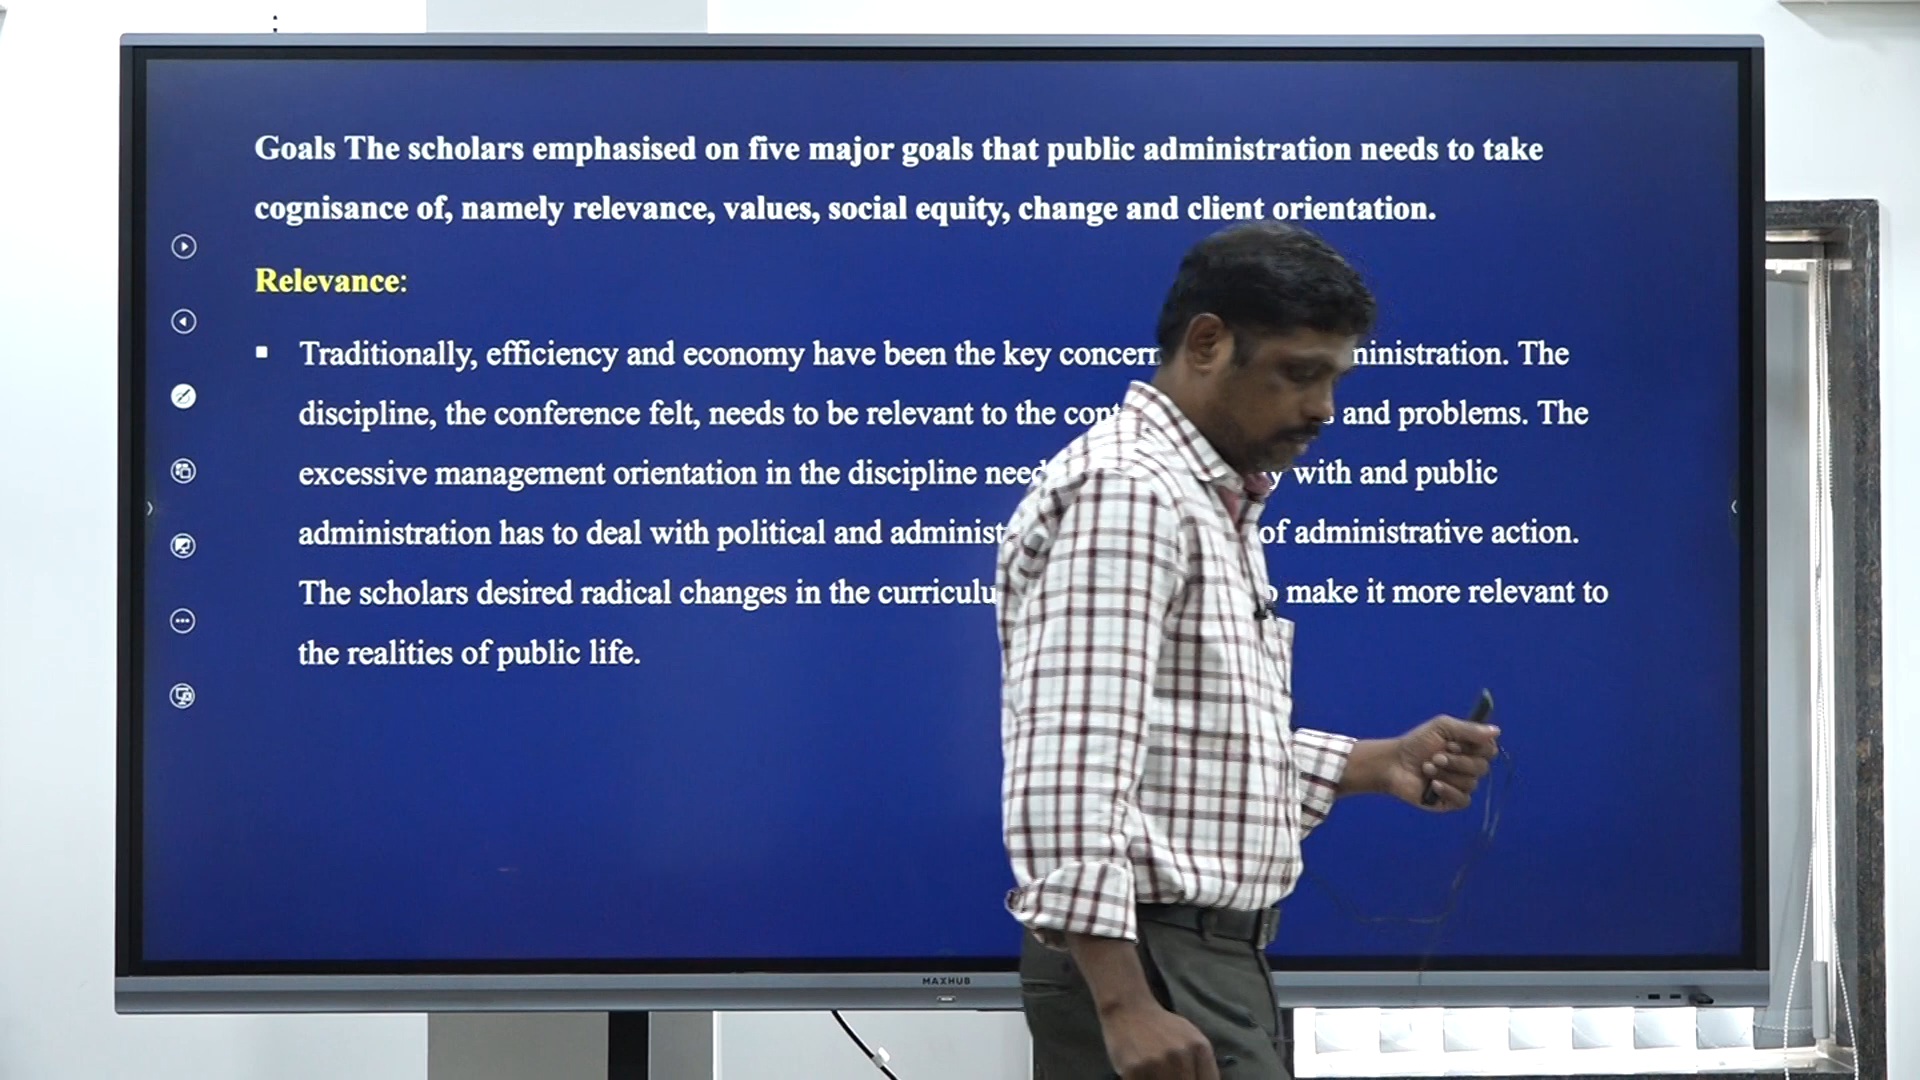 Goals The scholars emphasised on five major goals that public administration needs to take
cognisance of, namely relevance, values, social equity, change and client orientation.
Relevance:
▪ Traditionally, efficiency and economy have been the key The
discipline, the conference felt, needs to be relevant to the and problems. The
excessive management orientation in the discipline with and public
administration has to deal with political and of administrative action.
The scholars desired radical changes in the make it more relevant to
the realities of public life.
MAXHUB